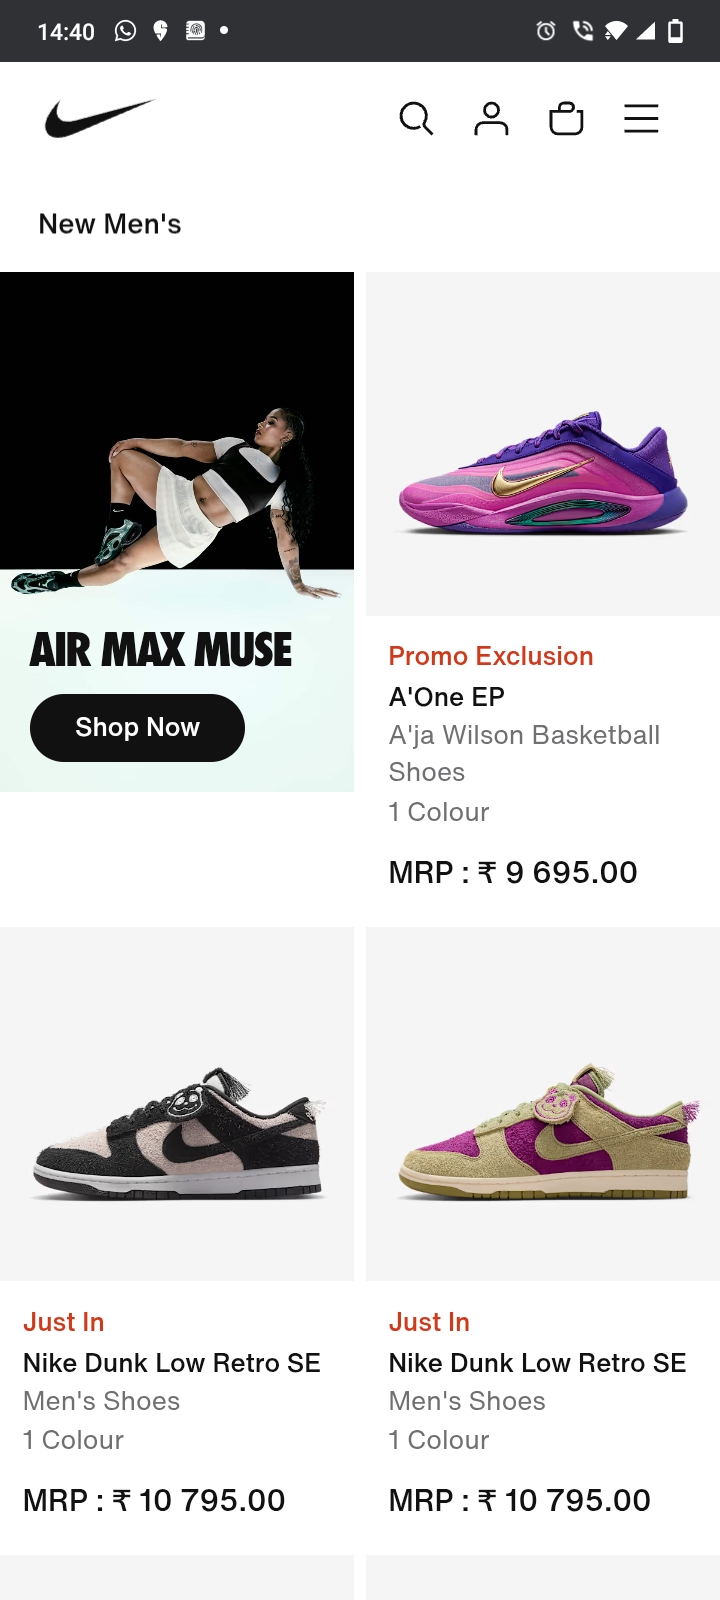 14:40
New Men's
AIR MAX MUSE
Shop Now
Promo Exclusion
A'One EP
A'ja Wilson Basketball
Shoes
1 Colour
MRP : ₹ 9 695.00
Just In
Nike Dunk Low Retro SE
Men's Shoes
1 Colour
MRP : ₹ 10 795.00
Just In
Nike Dunk Low Retro SE
Men's Shoes
1 Colour
MRP : ₹ 10 795.00